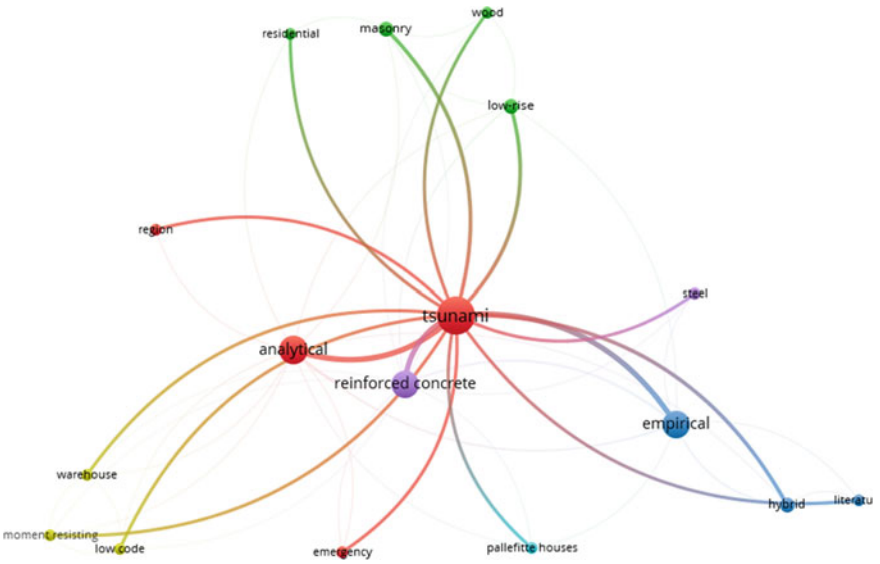 wood
masonry
residential
low-rise
region
steel
tsunami
analytical
reinforced concrete
empirical
warehouse
literatu
hybrid
moment resisting
low code
pallefitte houses
emergency